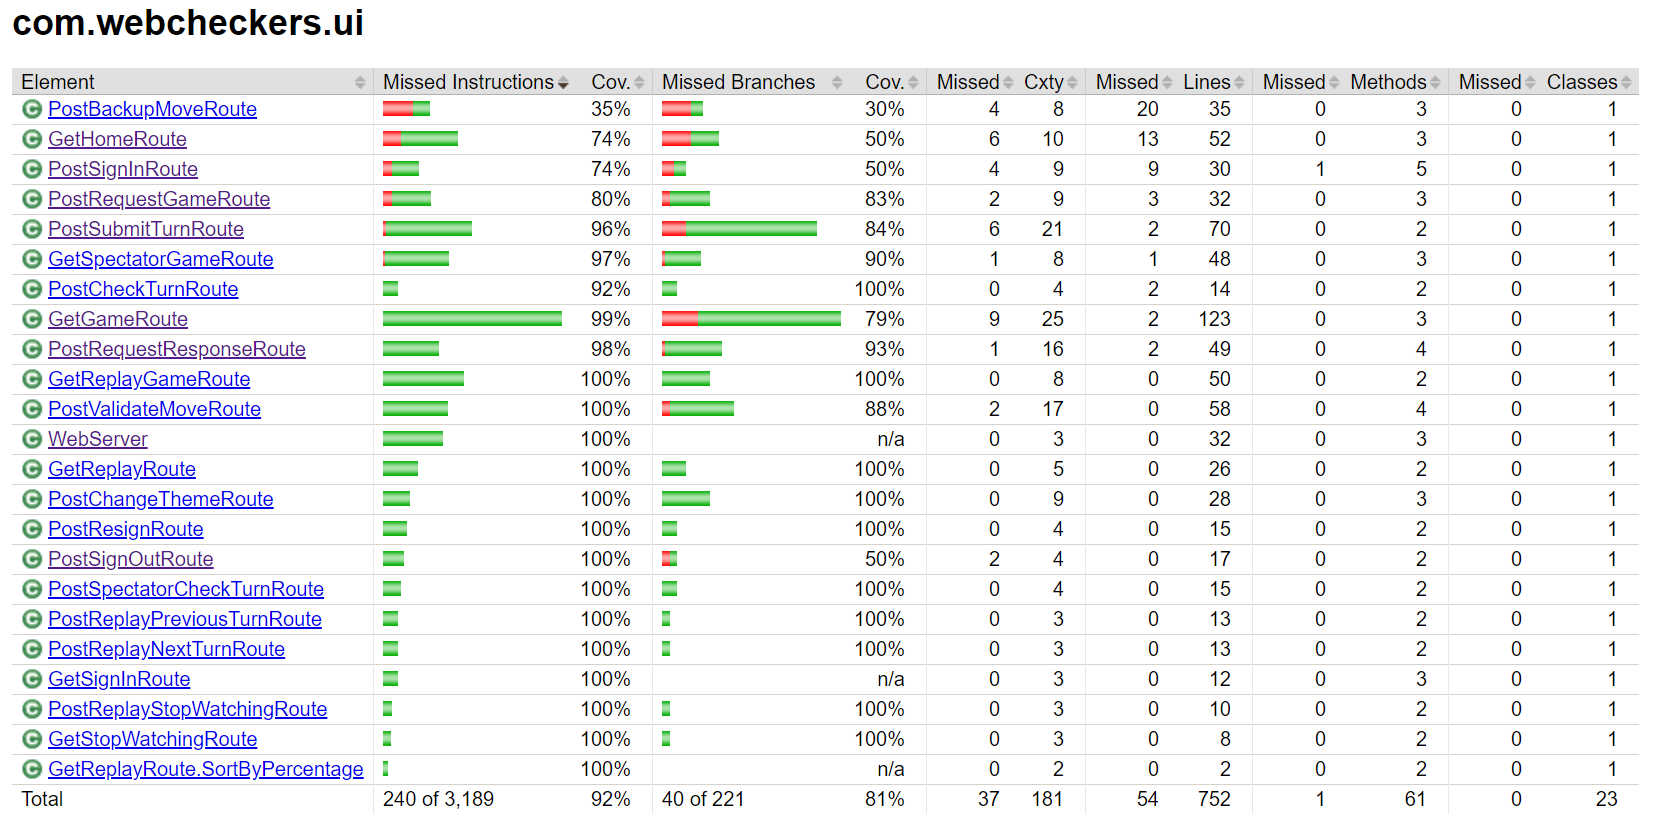 com.webcheckers.ui
Element Missed Instructions Cov. Missed Branches Cov. Missed Cxty Missed Lines Missed Methods Missed Classes
PostBackupMoveRoute 35% 30% 4 8 20 35 0 3 0 1
GetHomeRoute 74% 50% 6 10 13 52 0 3 0 1
PostSignInRoute 74% 50% 4 9 9 30 1 5 0 1
PostRequestGameRoute 80% 83% 2 9 3 32 0 3 0 1
PostSubmitTurnRoute 96% 84% 6 21 2 70 0 2 0 1
GetSpectatorGameRoute 97% 90% 1 8 1 48 0 3 0 1
PostCheckTurnRoute 92% 100% 0 4 2 14 0 2 0 1
GetGameRoute 99% 79% 9 25 2 123 0 3 0 1
PostRequestResponseRoute 98% 93% 1 16 2 49 0 4 0 1
GetReplayGameRoute 100% 100% 0 8 0 50 0 2 0 1
PostValidateMoveRoute 100% 88% 2 17 0 58 0 4 0 1
WebServer 100% n/a 0 3 0 32 0 3 0 1
GetReplayRoute 100% 100% 0 5 0 26 0 2 0 1
PostChangeThemeRoute 100% 100% 0 9 0 28 0 3 0 1
PostResignRoute 100% 100% 0 4 0 15 0 2 0 1
PostSignOutRoute 100% 50% 2 4 0 17 0 2 0 1
PostSpectatorCheckTurnRoute 100% 100% 0 4 0 15 0 2 0 1
PostReplayPreviousTurnRoute 100% 100% 0 3 0 13 0 2 0 1
PostReplayNextTurnRoute 100% 100% 0 3 0 13 0 2 0 1
GetSignInRoute 100% n/a 0 3 0 12 0 3 0 1
PostReplayStopWatchingRoute 100% 100% 0 3 0 10 0 2 0 1
GetStopWatchingRoute 100% 100% 0 3 0 8 0 2 0 1
GetReplayRoute.SortByPercentage 100% n/a 0 2 0 2 0 2 0 1
Total 240 of 3,189 92% 40 of 221 81% 37 181 54 752 1 61 0 23